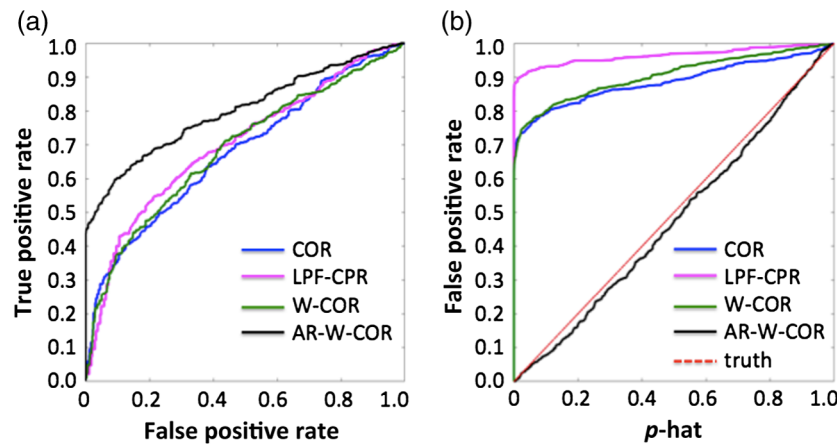 (a)
True positive rate
1.0
0.9
0.8
0.7
0.6
0.5
0.4
0.3
0.2
0.1
0.0
0
0.2
0.4
0.6
0.8
1.0
False positive rate
COR
LPF-CPR
W-COR
AR-W-COR
(b)
False positive rate
1.0
0.9
0.8
0.7
0.6
0.5
0.4
0.3
0.2
0.1
0.0
0
0.2
0.4
0.6
0.8
1.0
p-hat
COR
LPF-CPR
W-COR
AR-W-COR
truth